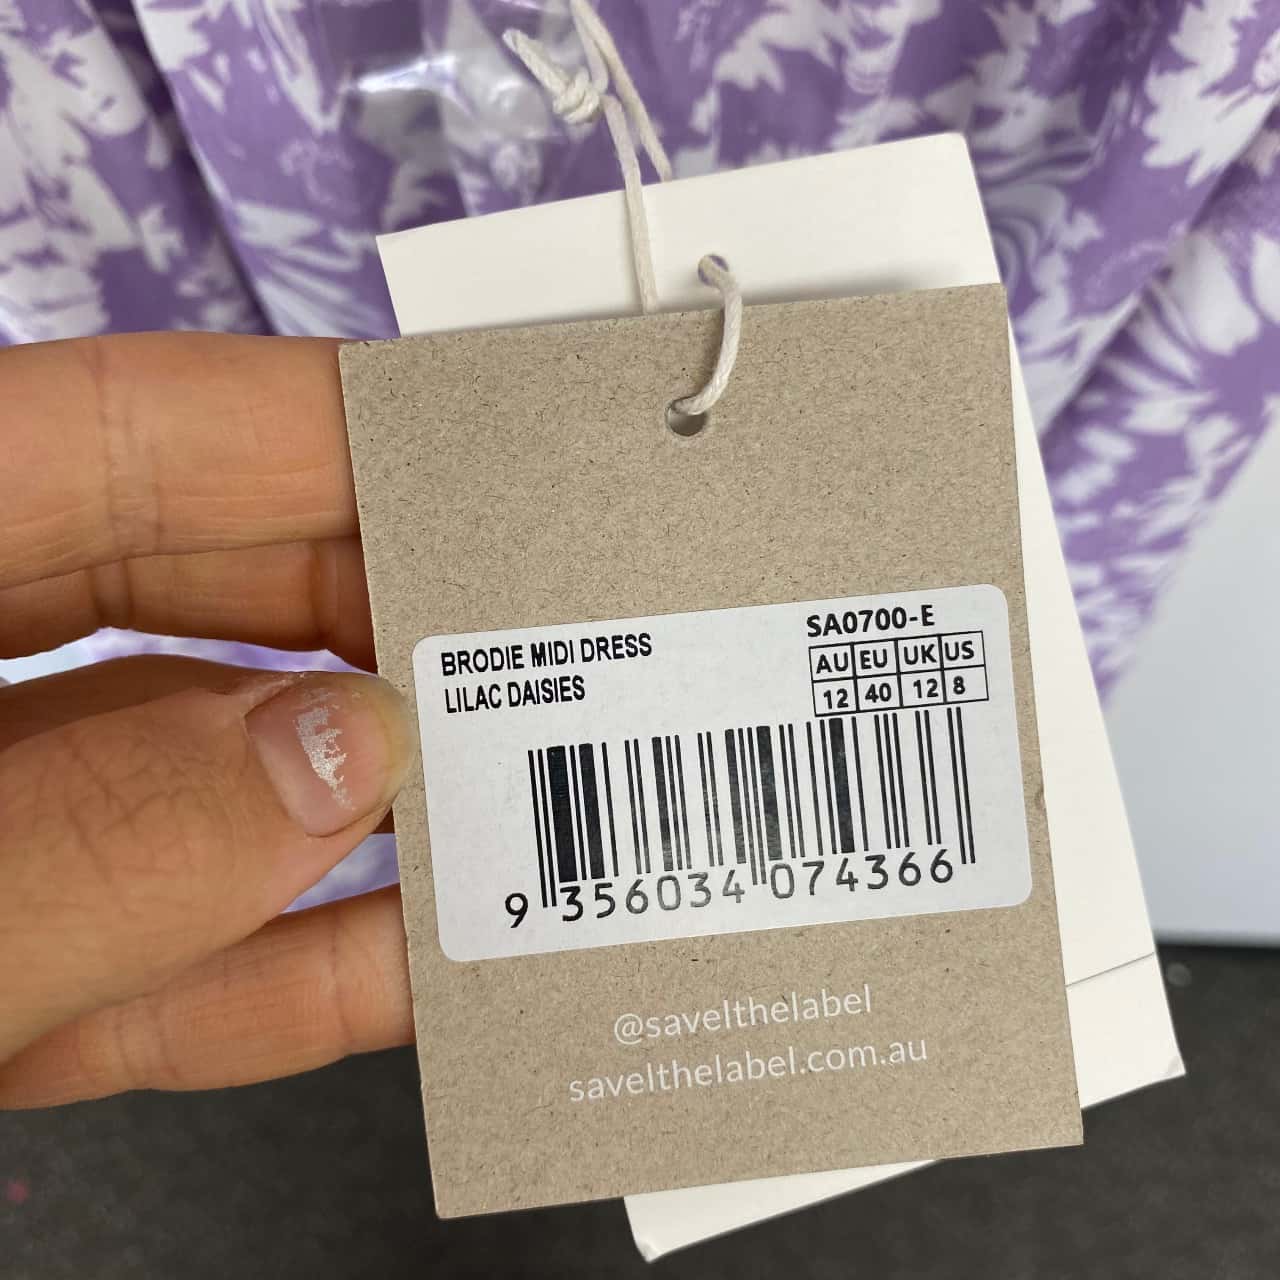 BRODIE MIDI DRESS
LILAC DAISIES
SA0700-E
AU EU UK US
12 40 12 8
9 356034 074366
@savelthelabel
savelthelabel.com.au